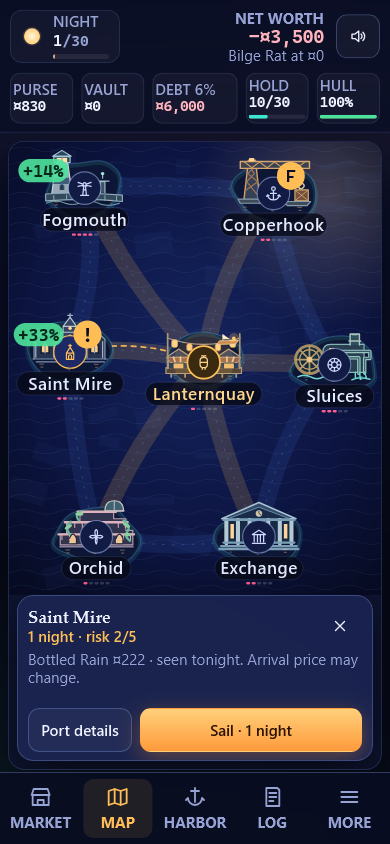 NIGHT
1/30
NET WORTH
−¤3,500
Bilge Rat at ¤0
PURSE
¤830
VAULT
¤0
DEBT 6%
¤6,000
HOLD
10/30
HULL
100%
+14%
Fogmouth
F
Copperhook
+33%
!
Saint Mire
Lanternquay
Sluices
Orchid
Exchange
Saint Mire
1 night · risk 2/5
Bottled Rain ¤222 · seen tonight. Arrival price may
change.
Port details
Sail · 1 night
MARKET
MAP
HARBOR
LOG
MORE